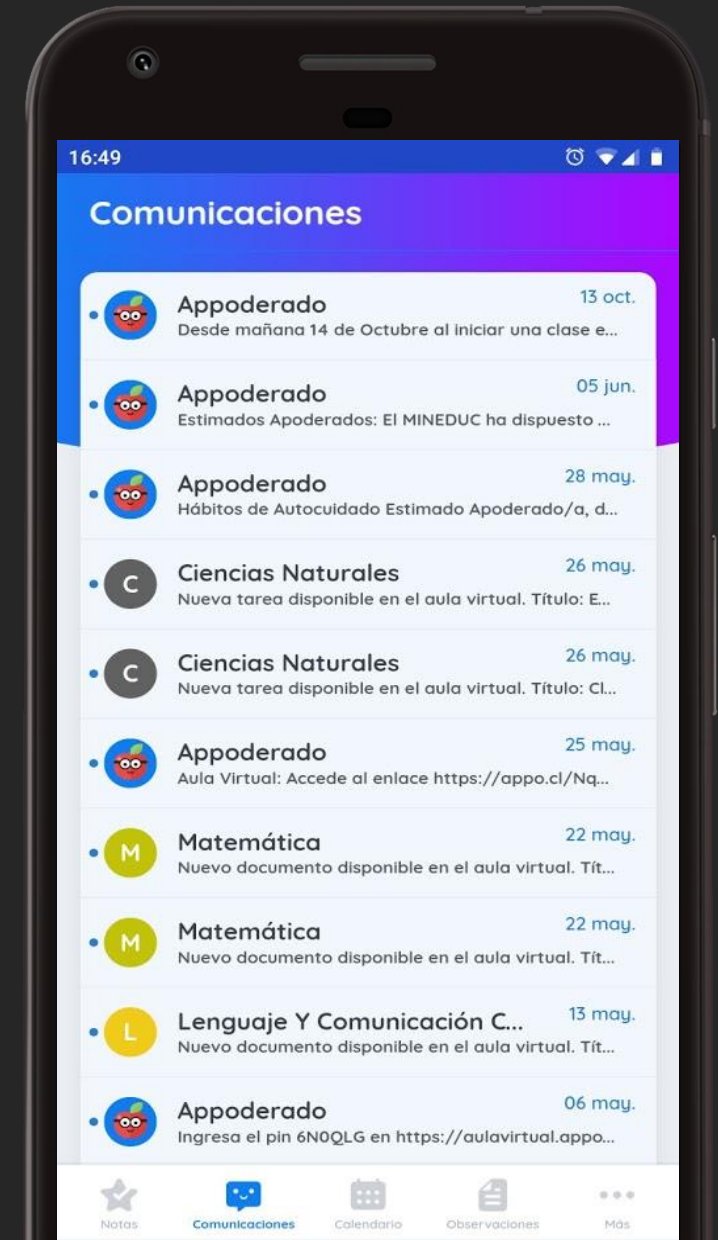 16:49
Comunicaciones
Appoderado
13 oct.
Desde mañana 14 de Octubre al iniciar una clase e...
Appoderado
05 jun.
Estimados Apoderados: El MINEDUC ha dispuesto ...
Appoderado
28 may.
Hábitos de Autocuidado Estimado Apoderado/a, d...
C
Ciencias Naturales
26 may.
Nueva tarea disponible en el aula virtual. Título: E...
C
Ciencias Naturales
26 may.
Nueva tarea disponible en el aula virtual. Título: Cl...
Appoderado
25 may.
Aula Virtual: Accede al enlace https://appo.cl/Nq...
M
Matemática
22 may.
Nuevo documento disponible en el aula virtual. Tít...
M
Matemática
22 may.
Nuevo documento disponible en el aula virtual. Tít...
L
Lenguaje Y Comunicación C...
13 may.
Nuevo documento disponible en el aula virtual. Tít...
Appoderado
06 may.
Ingresa el pin 6N0QLG en https://aulavirtual.appo...
Notas
Comunicaciones
Calendario
Observaciones
Más